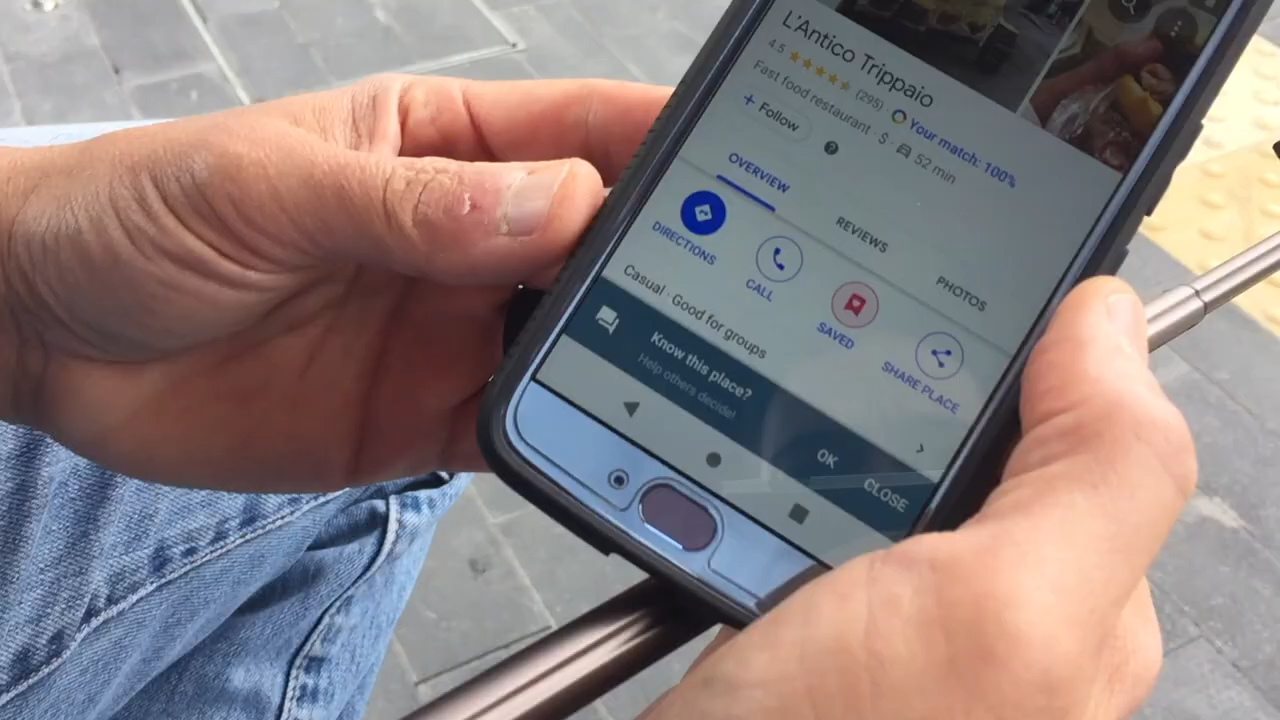 L'Antico Trippaio
4.5 ★★★★★ (295) Your match: 100%
Fast food restaurant · $ · 52 min
+ Follow ?
OVERVIEW REVIEWS PHOTOS
DIRECTIONS CALL SAVED SHARE PLACE
Casual · Good for groups
Know this place?
Help others decide!
OK CLOSE